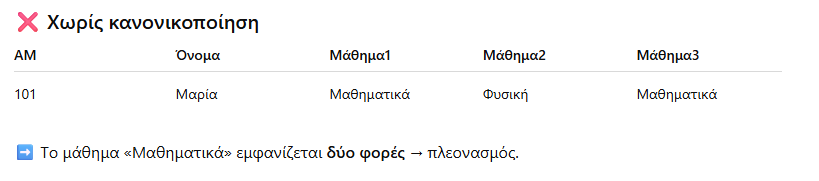 ❌ Χωρίς κανονικοποίηση
ΑΜ Όνομα Μάθημα1 Μάθημα2 Μάθημα3
101 Μαρία Μαθηματικά Φυσική Μαθηματικά
➡️ Το μάθημα «Μαθηματικά» εμφανίζεται δύο φορές → πλεονασμός.